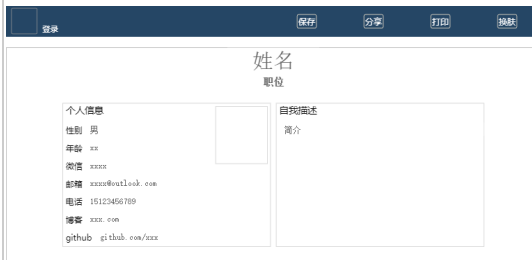 登录 保存 分享 打印 换肤
姓名
职位
个人信息
性别 男
年龄 xx
微信 xxxx
邮箱 xxxx@outlook.com
电话 15123456789
博客 xxx.com
github github.com/xxx
自我描述
简介